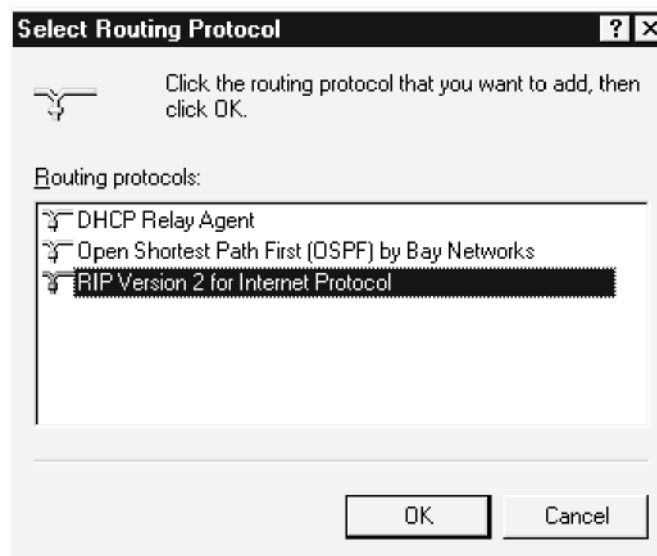 Select Routing Protocol
Click the routing protocol that you want to add, then
click OK.
Routing protocols:
DHCP Relay Agent
Open Shortest Path First (OSPF) by Bay Networks
RIP Version 2 for Internet Protocol
OK
Cancel